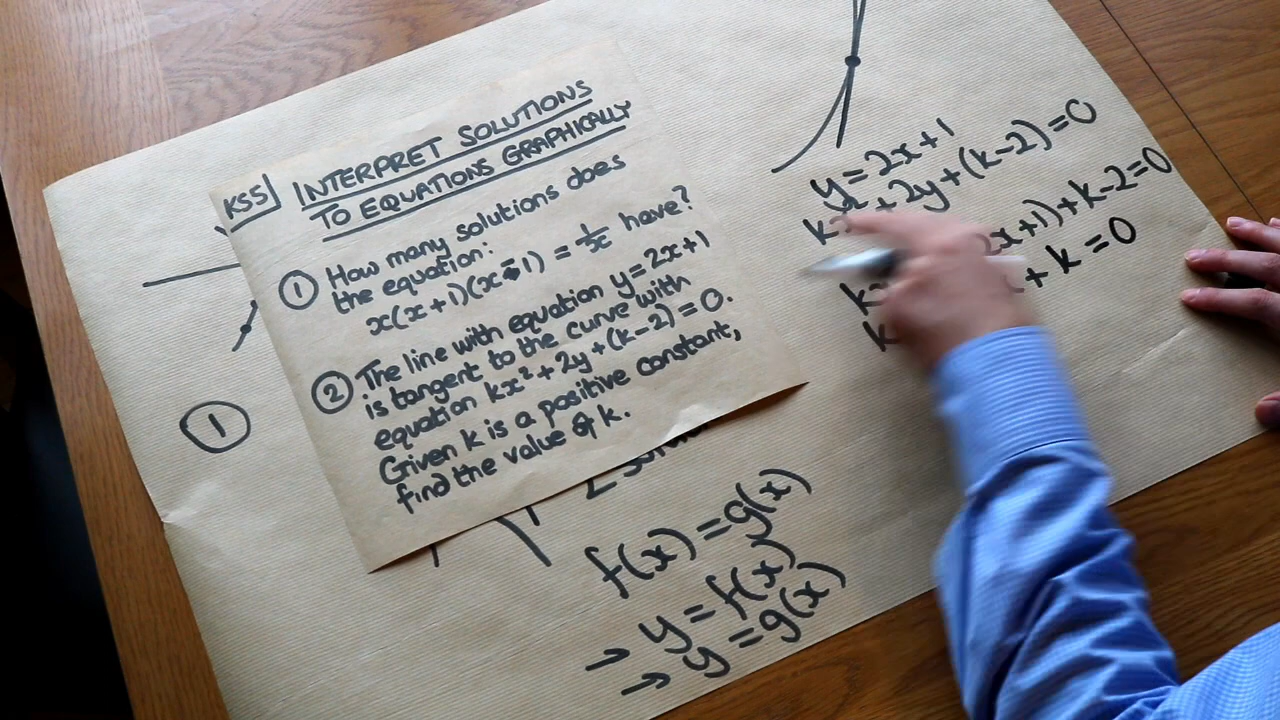 KS5
INTERPRET SOLUTIONS
TO EQUATIONS GRAPHICALLY
① How many solutions does
the equation:
x(x+1)(x-1) = 1/x have?
② The line with equation y=2x+1
is tangent to the curve with
equation kx²+2y+(k-2)=0.
Given k is a positive constant,
find the value of k.
①
f(x)=g(x)
→ y=f(x)
→ y=g(x)
y=2x+1
+2y+(k-2)=0
x+1)+k-2=0
+k=0